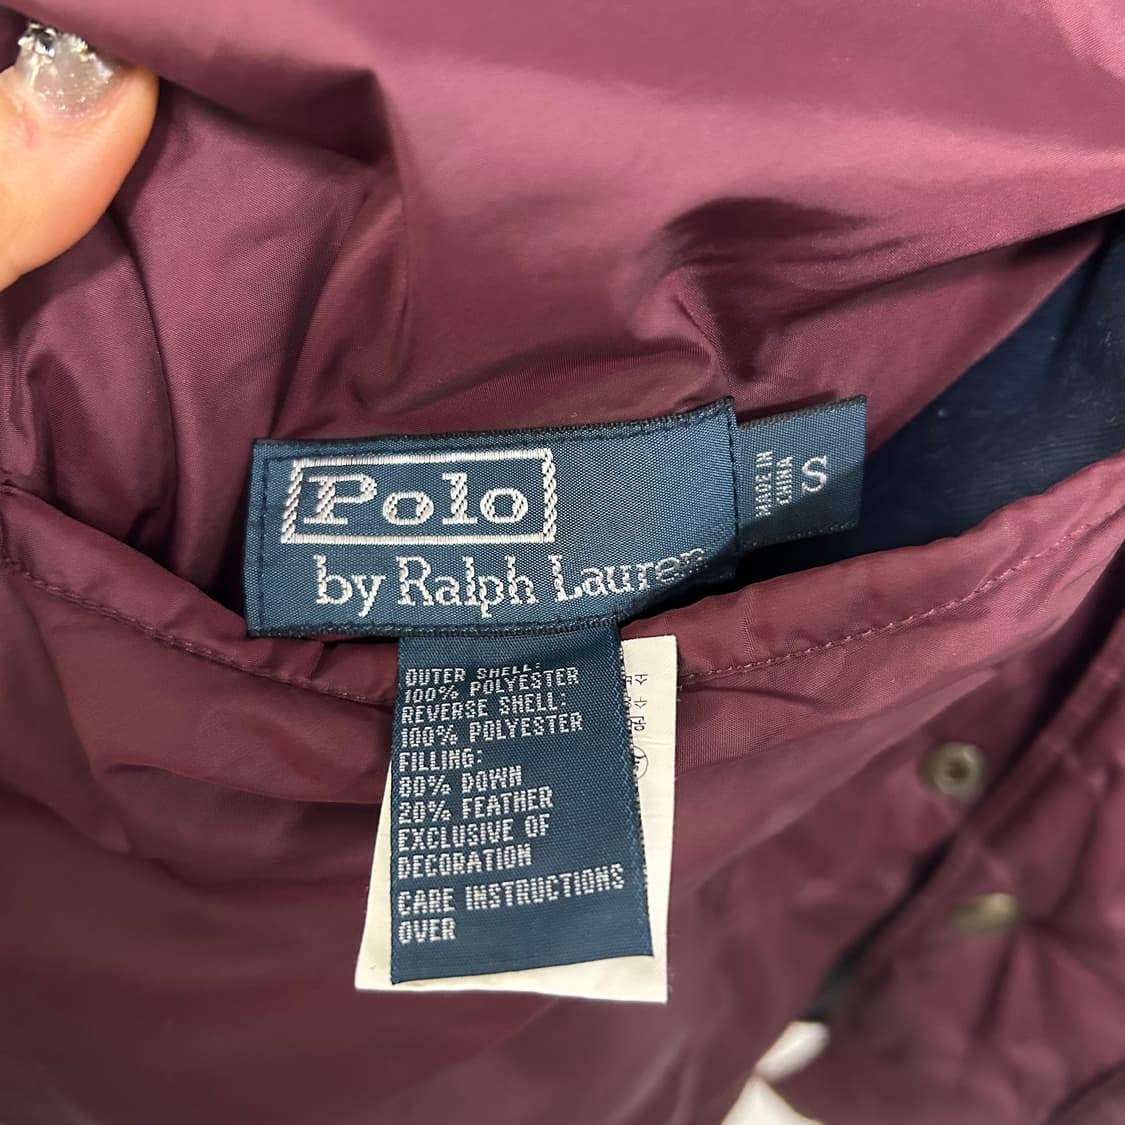 Polo
by Ralph Lauren
MADE IN
CHINA
S
OUTER SHELL:
100% POLYESTER
REVERSE SHELL:
100% POLYESTER
FILLING:
80% DOWN
20% FEATHER
EXCLUSIVE OF
DECORATION
CARE INSTRUCTIONS
OVER